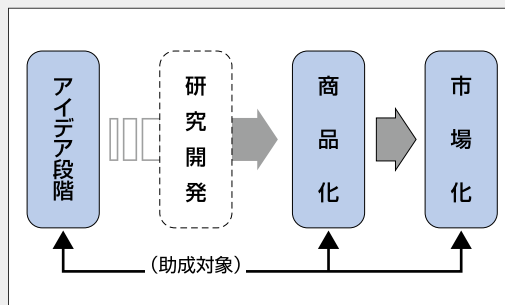 アイデア段階
研究開発
商品化
市場化
（助成対象）